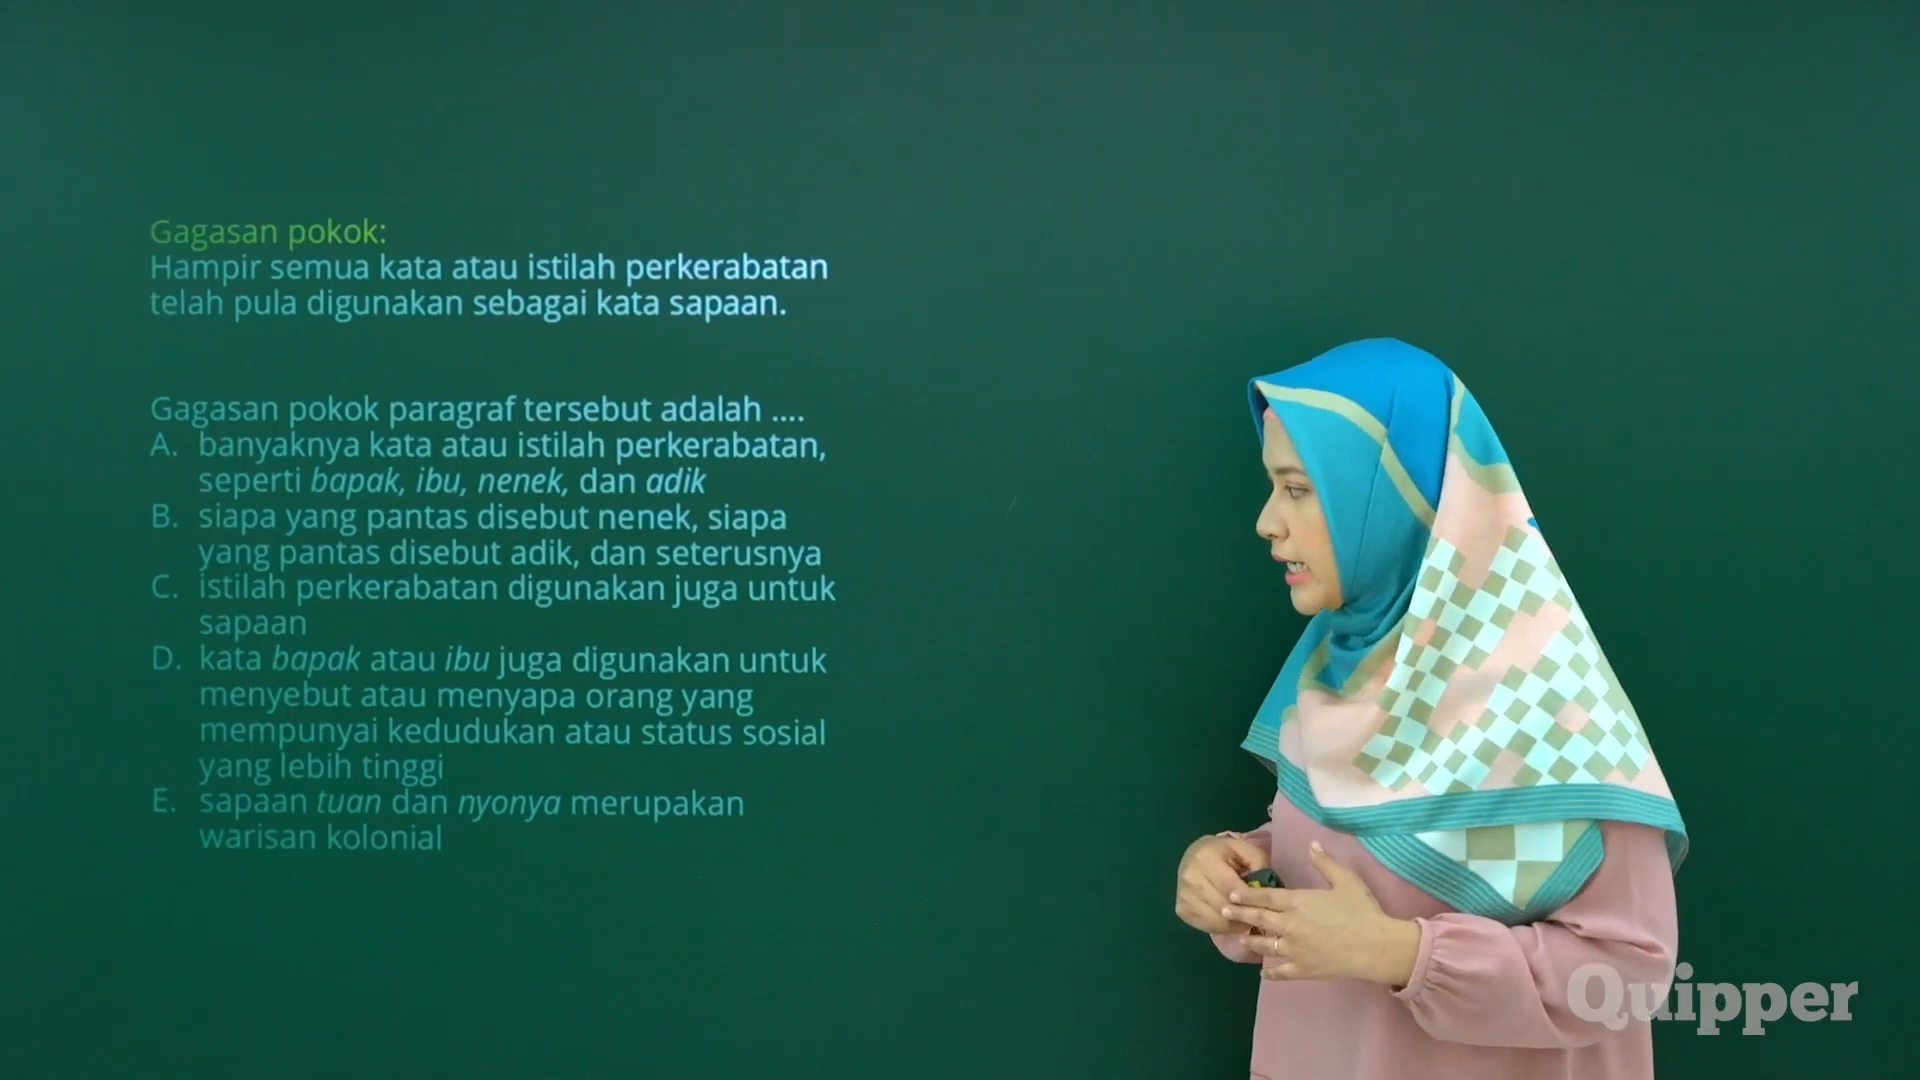 Gagasan pokok:
Hampir semua kata atau istilah perkerabatan
telah pula digunakan sebagai kata sapaan.
Gagasan pokok paragraf tersebut adalah ....
A. banyaknya kata atau istilah perkerabatan,
seperti bapak, ibu, nenek, dan adik
B. siapa yang pantas disebut nenek, siapa
yang pantas disebut adik, dan seterusnya
C. istilah perkerabatan digunakan juga untuk
sapaan
D. kata bapak atau ibu juga digunakan untuk
menyebut atau menyapa orang yang
mempunyai kedudukan atau status sosial
yang lebih tinggi
E. sapaan tuan dan nyonya merupakan
warisan kolonial
Quipper